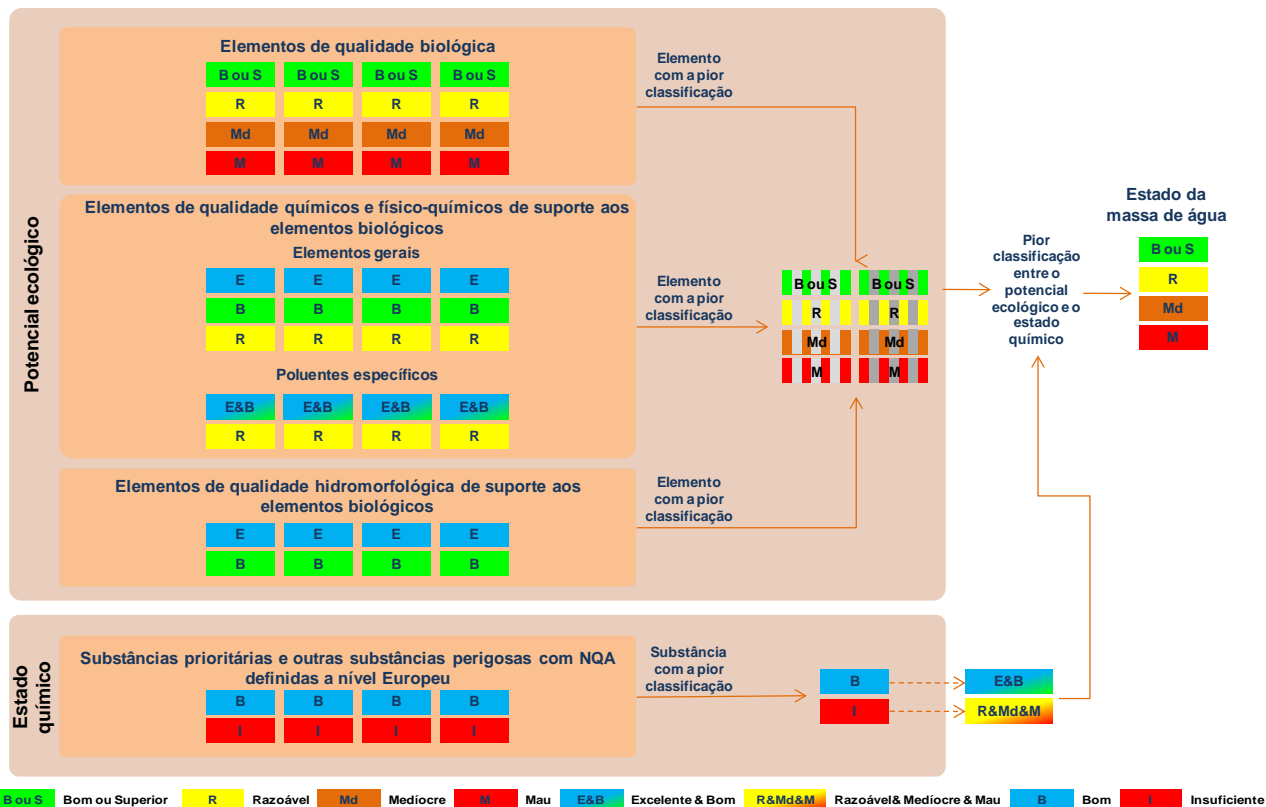 Potencial ecológico
Elementos de qualidade biológica
B ou S B ou S B ou S B ou S
R R R R
Md Md Md Md
M M M M
Elemento
com a pior
classificação
Elementos de qualidade químicos e físico-químicos de suporte aos
elementos biológicos
Elementos gerais
E E E E
B B B B
R R R R
Poluentes específicos
E&B E&B E&B E&B
R R R R
Elemento
com a pior
classificação
Elementos de qualidade hidromorfológica de suporte aos
elementos biológicos
E E E E
B B B B
Elemento
com a pior
classificação
B ou S B ou S
R R
Md Md
M M
Pior
classificação
entre o
potencial
ecológico e o
estado
químico
Estado da
massa de água
B ou S
R
Md
M
Estado
químico
Substâncias prioritárias e outras substâncias perigosas com NQA
definidas a nível Europeu
B B B B
I I I I
Substância
com a pior
classificação
B E&B
I R&Md&M
B ou S Bom ou Superior R Razoável Md Medíocre M Mau E&B Excelente & Bom R&Md&M Razoável& Medíocre & Mau B Bom I Insuficiente